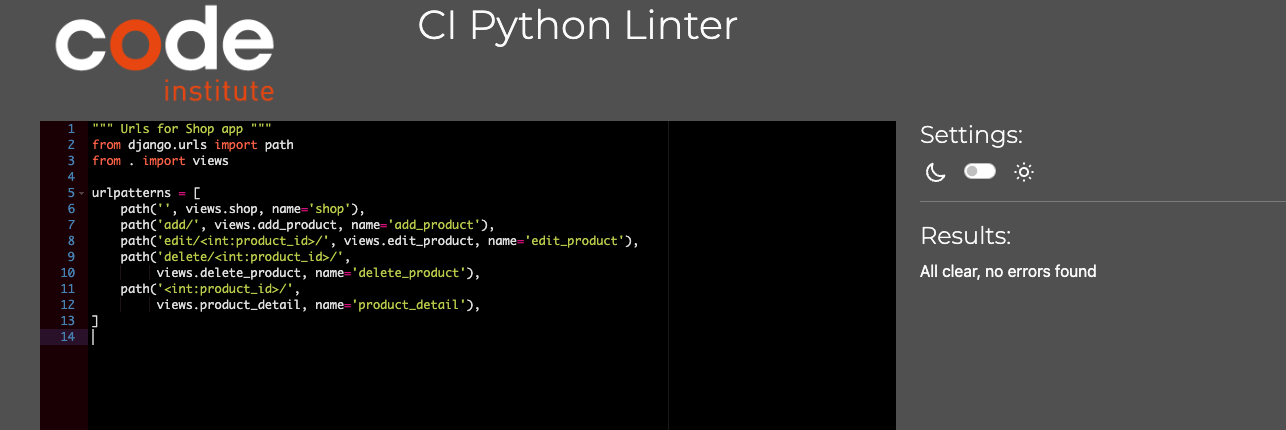 code
institute
CI Python Linter
1 """ Urls for Shop app """
2 from django.urls import path
3 from . import views
4
5 urlpatterns = [
6     path('', views.shop, name='shop'),
7     path('add/', views.add_product, name='add_product'),
8     path('edit/<int:product_id>/', views.edit_product, name='edit_product'),
9     path('delete/<int:product_id>/',
10          views.delete_product, name='delete_product'),
11     path('<int:product_id>/',
12          views.product_detail, name='product_detail'),
13 ]
14
Settings:
Results:
All clear, no errors found